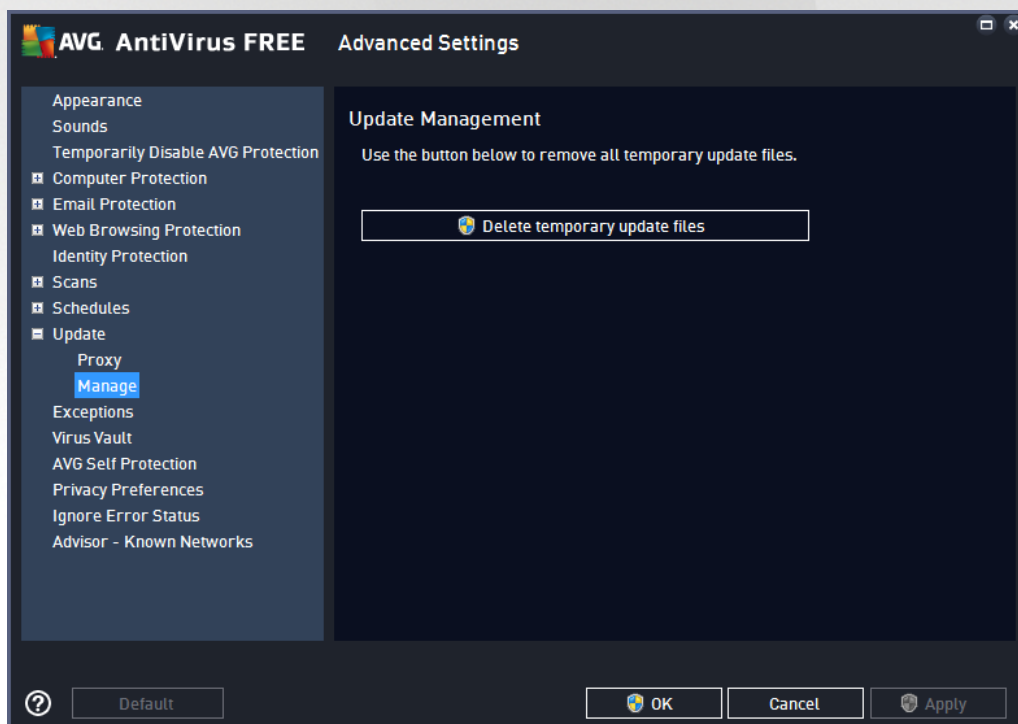 AVG. AntiVirus FREE Advanced Settings
Appearance
Sounds
Temporarily Disable AVG Protection
Computer Protection
Email Protection
Web Browsing Protection
Identity Protection
Scans
Schedules
Update
Proxy
Manage
Exceptions
Virus Vault
AVG Self Protection
Privacy Preferences
Ignore Error Status
Advisor - Known Networks
Update Management
Use the button below to remove all temporary update files.
Delete temporary update files
? Default OK Cancel Apply